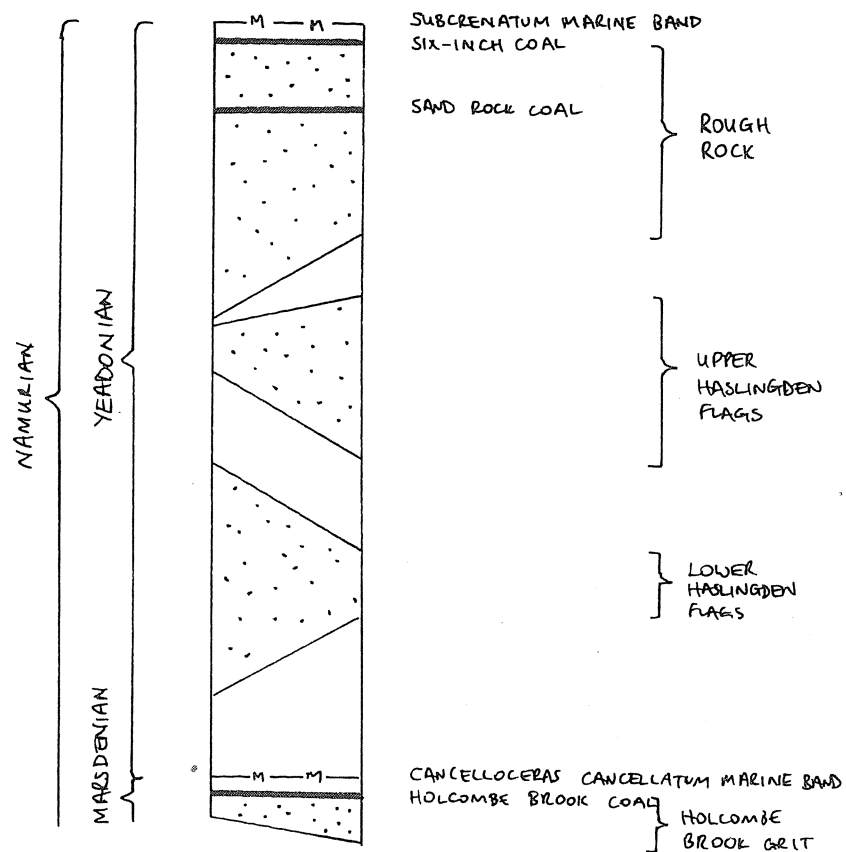 SUBCRENATUM MARINE BAND
SIX-INCH COAL
SAND ROCK COAL
ROUGH
ROCK
UPPER
HASLINGDEN
FLAGS
LOWER
HASLINGDEN
FLAGS
CANCELLOCERAS CANCELLATUM MARINE BAND
HOLCOMBE BROOK COAL
HOLCOMBE
BROOK GRIT
NAMURIAN
YEADONIAN
MARSDENIAN
M M
M M